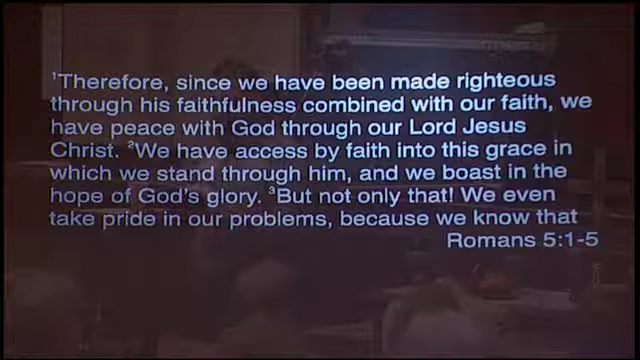 ¹Therefore, since we have been made righteous
through his faithfulness combined with our faith, we
have peace with God through our Lord Jesus
Christ. ²We have access by faith into this grace in
which we stand through him, and we boast in the
hope of God's glory. ³But not only that! We even
take pride in our problems, because we know that
Romans 5:1-5